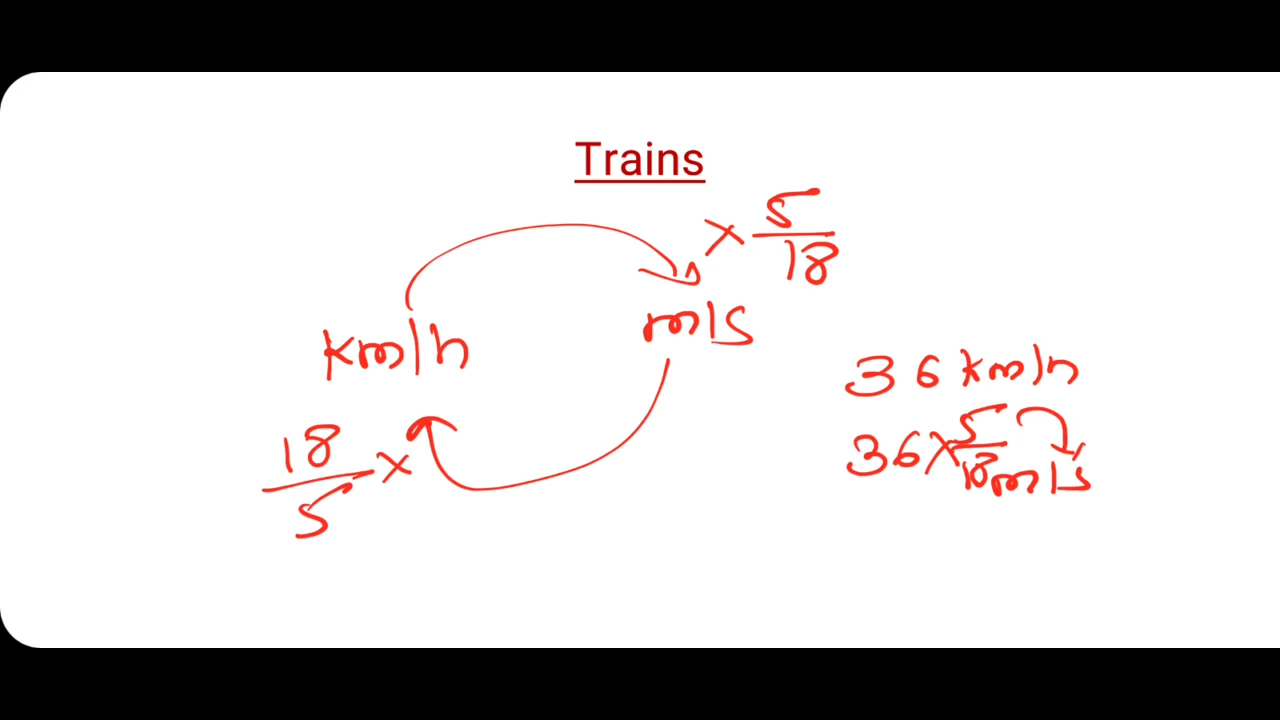 Trains
× 5/18
km/h
m/s
18/5 ×
36 km/h
36 × 5/18 m/s